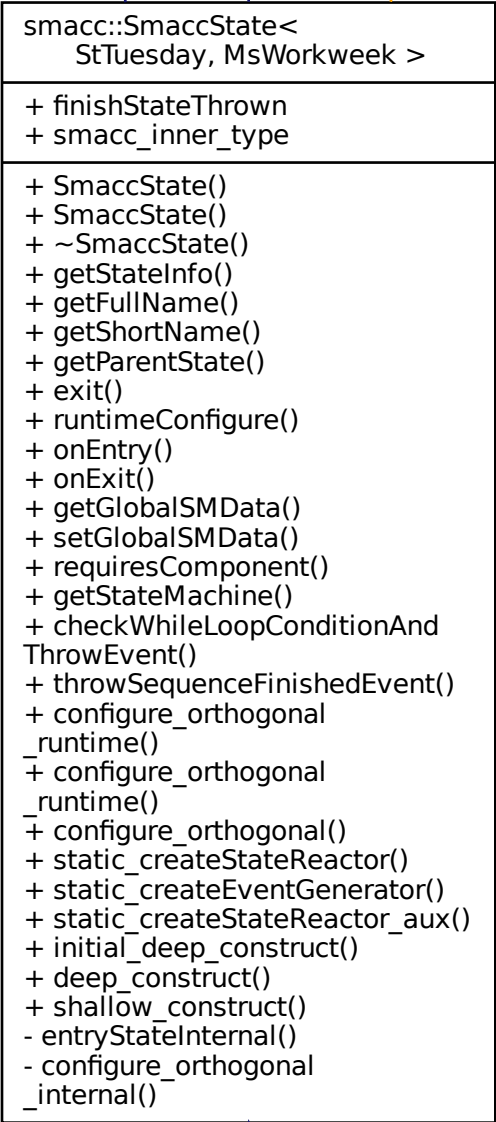 smacc::SmaccState<
StTuesday, MsWorkweek >
+ finishStateThrown
+ smacc_inner_type
+ SmaccState()
+ SmaccState()
+ ~SmaccState()
+ getStateInfo()
+ getFullName()
+ getShortName()
+ getParentState()
+ exit()
+ runtimeConfigure()
+ onEntry()
+ onExit()
+ getGlobalSMData()
+ setGlobalSMData()
+ requiresComponent()
+ getStateMachine()
+ checkWhileLoopConditionAnd
ThrowEvent()
+ throwSequenceFinishedEvent()
+ configure_orthogonal
_runtime()
+ configure_orthogonal
_runtime()
+ configure_orthogonal()
+ static_createStateReactor()
+ static_createEventGenerator()
+ static_createStateReactor_aux()
+ initial_deep_construct()
+ deep_construct()
+ shallow_construct()
- entryStateInternal()
- configure_orthogonal
_internal()